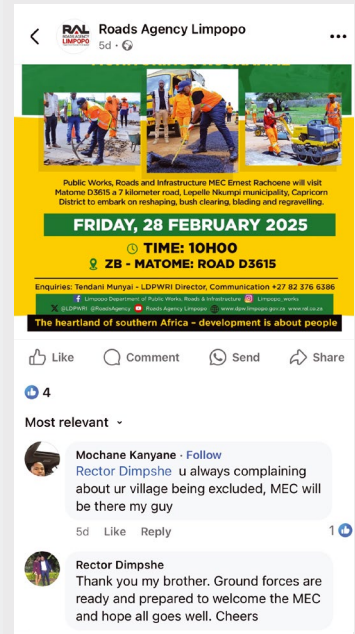 RAL
ROADS AGENCY
LIMPOPO
Roads Agency Limpopo
5d
Public Works, Roads and Infrastructure MEC Ernest Rachoene will visit
Matome D3615 a 7 kilometer road, Lepelle Nkumpi municipality, Capricorn
District to embark on reshaping, bush clearing, blading and regravelling.
FRIDAY, 28 FEBRUARY 2025
TIME: 10H00
ZB - MATOME: ROAD D3615
Enquiries: Tendani Munyai - LDPWRI Director, Communication +27 82 376 6386
Limpopo Department of Public Works, Roads & Infrastructure Limpopo_works
@LDPWRI @RoadsAgency Roads Agency Limpopo www.dpw.limpopo.gov.za www.ral.co.za
The heartland of southern Africa – development is about people
Like Comment Send Share
4
Most relevant
Mochane Kanyane · Follow
Rector Dimpshe u always complaining
about ur village being excluded, MEC will
be there my guy
5d Like Reply 1
Rector Dimpshe
Thank you my brother. Ground forces are
ready and prepared to welcome the MEC
and hope all goes well. Cheers